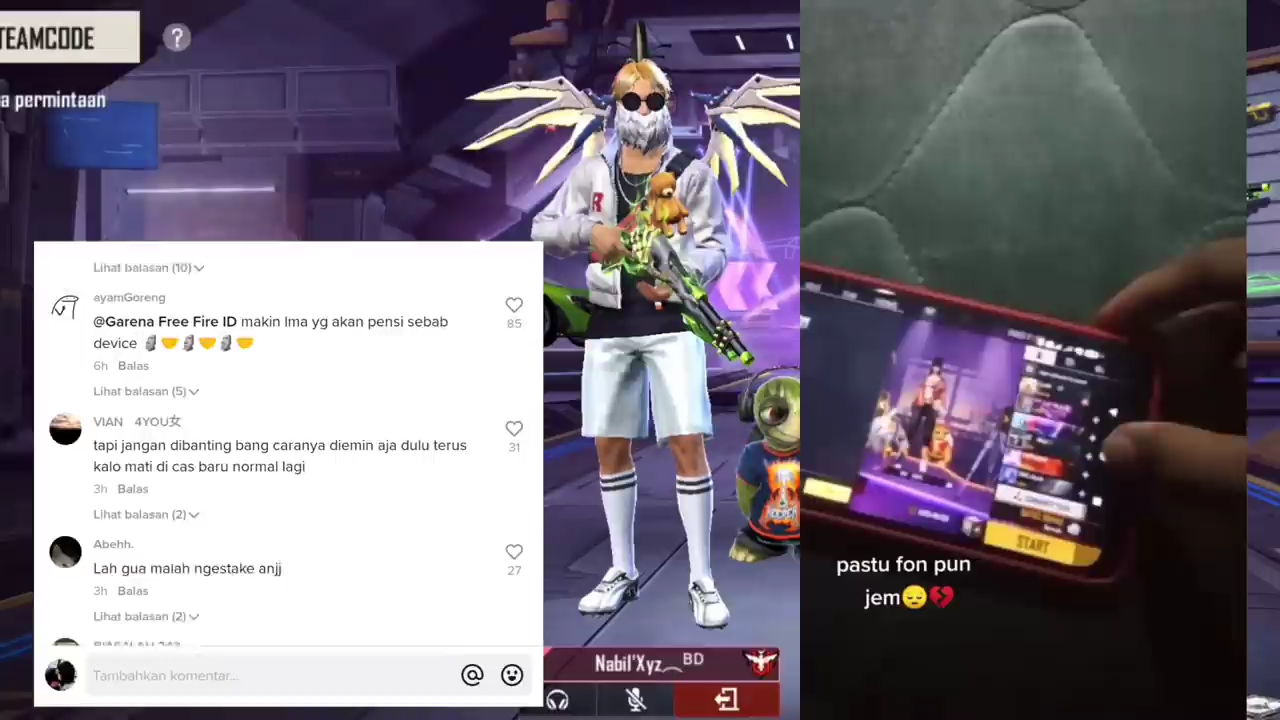 TEAMCODE
?
a permintaan
Lihat balasan (10)
ayamGoreng
@Garena Free Fire ID makin lma yg akan pensi sebab
device 🗿🤝🗿🤝🗿🤝
85
6h Balas
Lihat balasan (5)
VIAN 4YOU女
tapi jangan dibanting bang caranya diemin aja dulu terus
kalo mati di cas baru normal lagi
31
3h Balas
Lihat balasan (2)
Abehh.
Lah gua malah ngestake anjj
27
3h Balas
Lihat balasan (2)
Tambahkan komentar...
Nabil'Xyz︵BD
START
pastu fon pun
jem😔💔